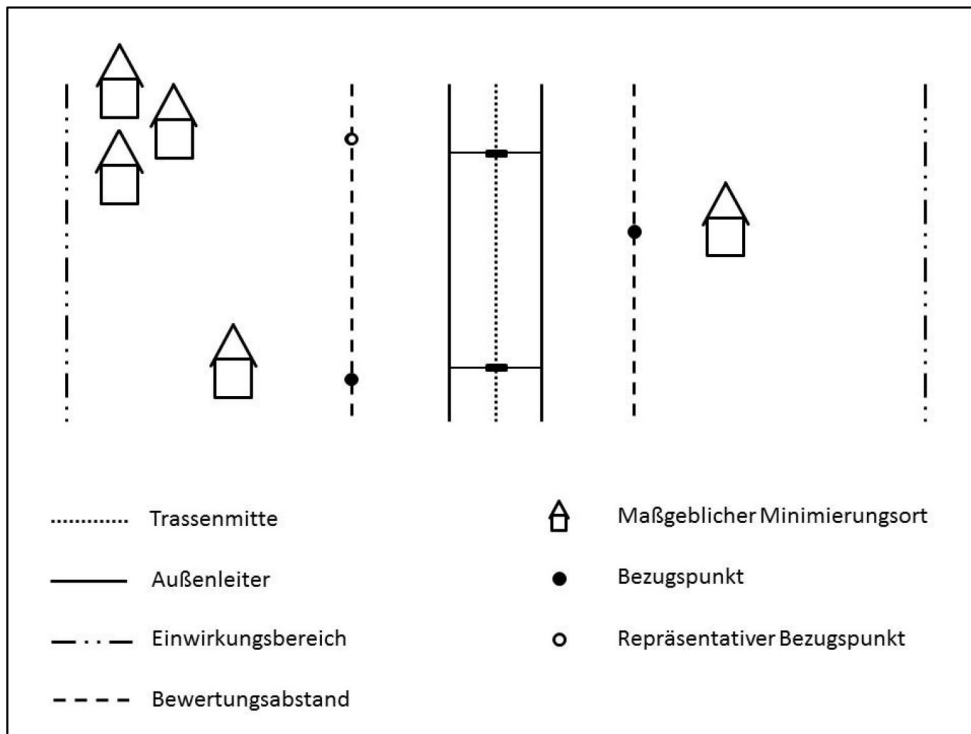 Trassenmitte
Außenleiter
Einwirkungsbereich
Bewertungsabstand
Maßgeblicher Minimierungsort
Bezugspunkt
Repräsentativer Bezugspunkt